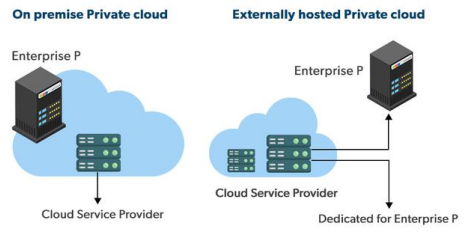 On premise Private cloud
Externally hosted Private cloud
Enterprise P
Enterprise P
Cloud Service Provider
Cloud Service Provider
Dedicated for Enterprise P